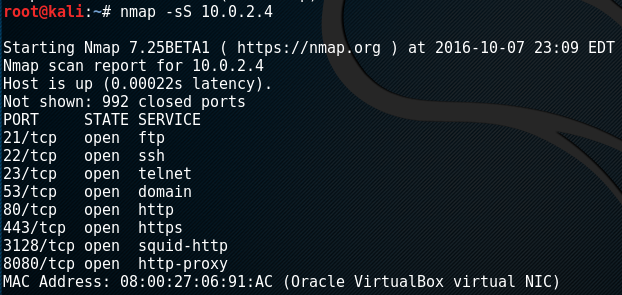 root@kali:~# nmap -sS 10.0.2.4
Starting Nmap 7.25BETA1 ( https://nmap.org ) at 2016-10-07 23:09 EDT
Nmap scan report for 10.0.2.4
Host is up (0.00022s latency).
Not shown: 992 closed ports
PORT     STATE SERVICE
21/tcp   open  ftp
22/tcp   open  ssh
23/tcp   open  telnet
53/tcp   open  domain
80/tcp   open  http
443/tcp  open  https
3128/tcp open  squid-http
8080/tcp open  http-proxy
MAC Address: 08:00:27:06:91:AC (Oracle VirtualBox virtual NIC)